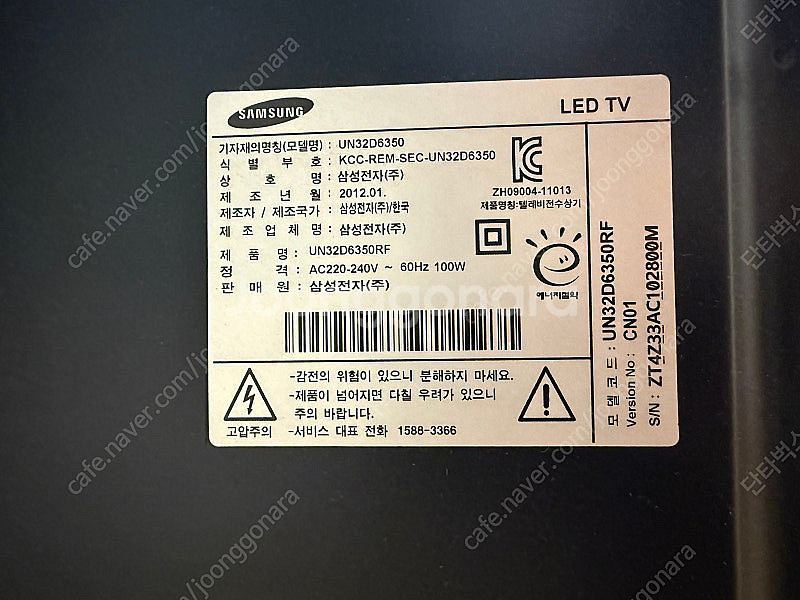 SAMSUNG
LED TV
기자재의명칭(모델명) : UN32D6350
식 별 부 호 : KCC-REM-SEC-UN32D6350
상 호 명 : 삼성전자(주)
제 조 년 월 : 2012.01.
제조자 / 제조국가 : 삼성전자(주)/한국
제 조 업 체 명 : 삼성전자(주)
제 품 명 : UN32D6350RF
정 격 : AC220-240V ~ 60Hz 100W
판 매 원 : 삼성전자(주)
ZH09004-11013
제품명칭:텔레비전수상기
에너지절약
-감전의 위험이 있으니 분해하지 마세요.
-제품이 넘어지면 다칠 우려가 있으니
주의 바랍니다.
-서비스 대표 전화 1588-3366
고압주의
모 델 코 드 : UN32D6350RF
Version No : CN01
S/N : ZT4Z33AC102800M
cafe.naver.com/joonggonara
joonggonara
단타박스